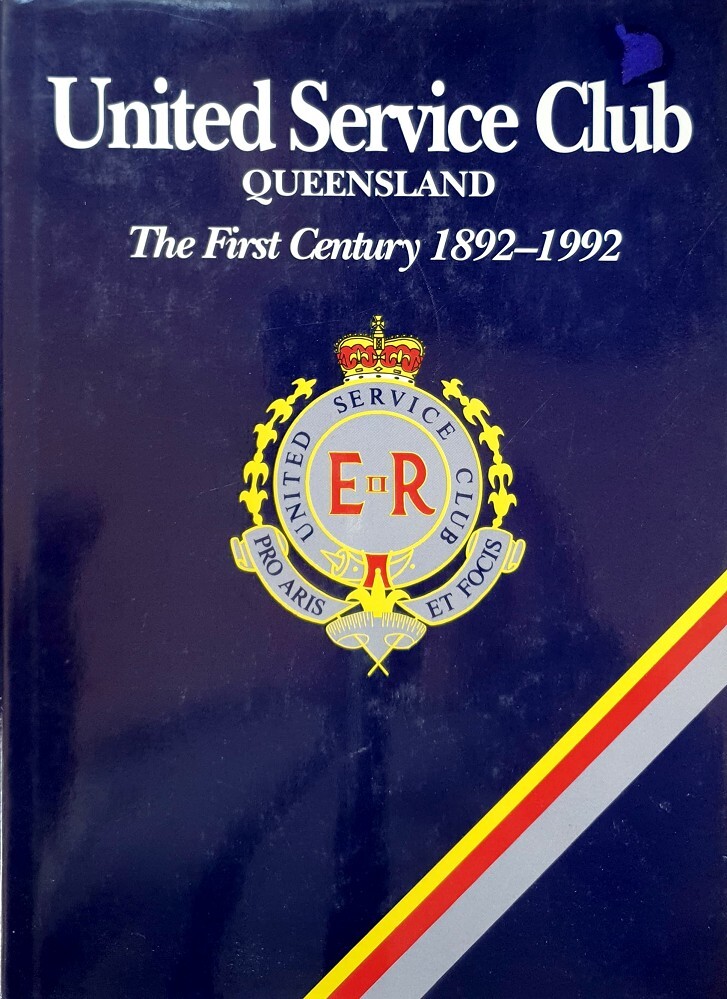 United Service Club
QUEENSLAND
The First Century 1892–1992
UNITED SERVICE CLUB
E II R
PRO ARIS ET FOCIS